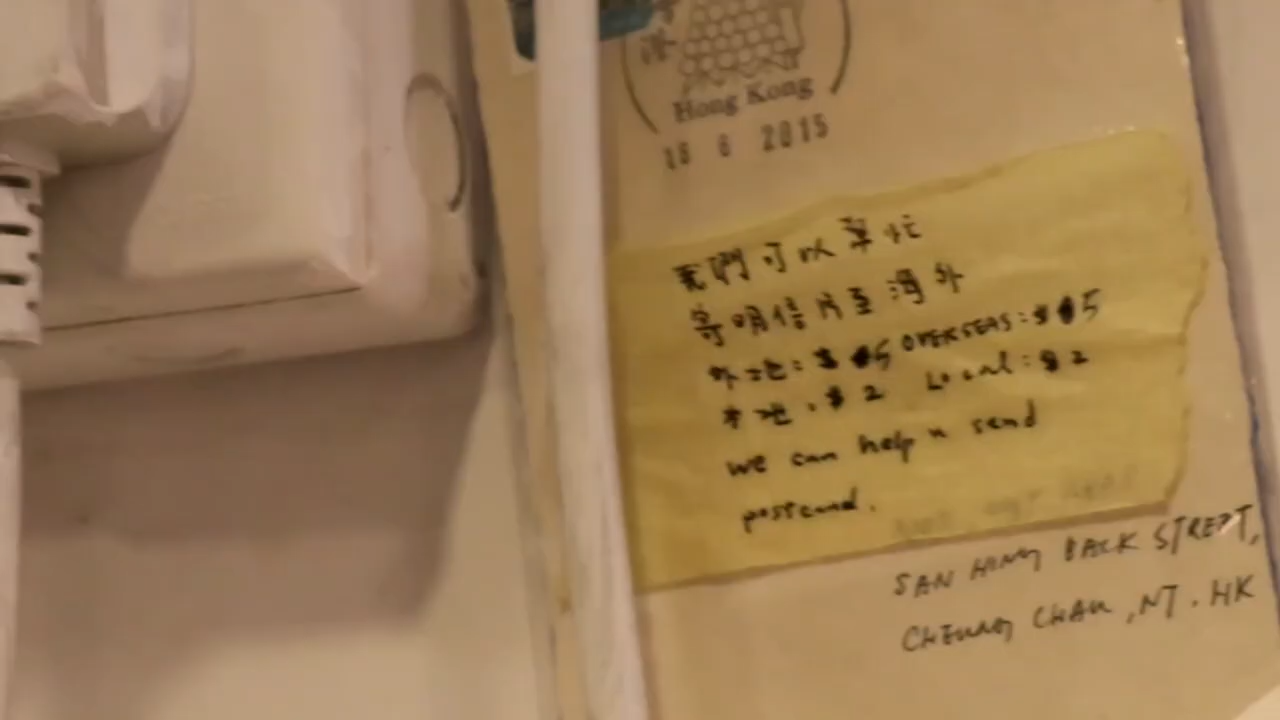 Hong Kong
18 6 2015
我們可以幫忙
寄明信片至海外
外地:$5 OVERSEAS:$5
本地:$2 Local:$2
we can help u send
postcard.
SAN HING BACK STREET,
CHEUNG CHAU, NT. HK